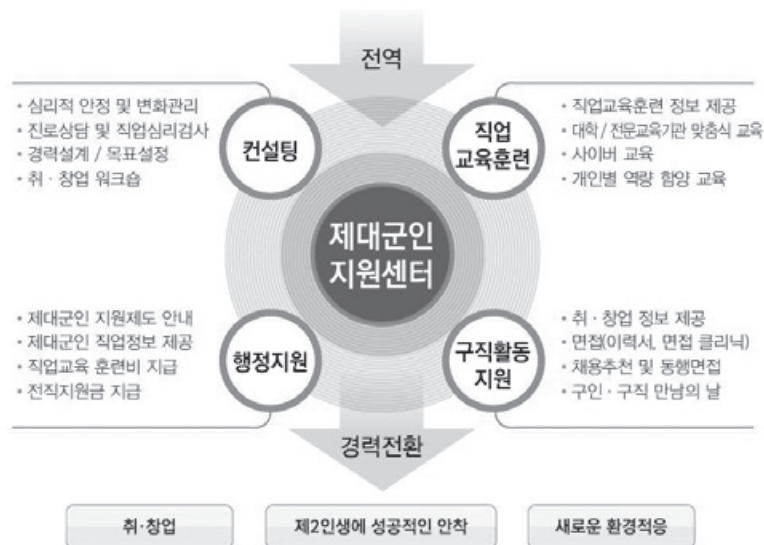 전역
· 심리적 안정 및 변화관리
· 진로상담 및 직업심리검사
· 경력설계 / 목표설정
· 취 · 창업 워크숍
컨설팅
직업
교육훈련
· 직업교육훈련 정보 제공
· 대학 / 전문교육기관 맞춤식 교육
· 사이버 교육
· 개인별 역량 함양 교육
제대군인
지원센터
· 제대군인 지원제도 안내
· 제대군인 직업정보 제공
· 직업교육 훈련비 지급
· 전직지원금 지급
행정지원
구직활동
지원
· 취 · 창업 정보 제공
· 면접(이력서, 면접 클리닉)
· 채용추천 및 동행면접
· 구인 · 구직 만남의 날
경력전환
취·창업
제2인생에 성공적인 안착
새로운 환경적응